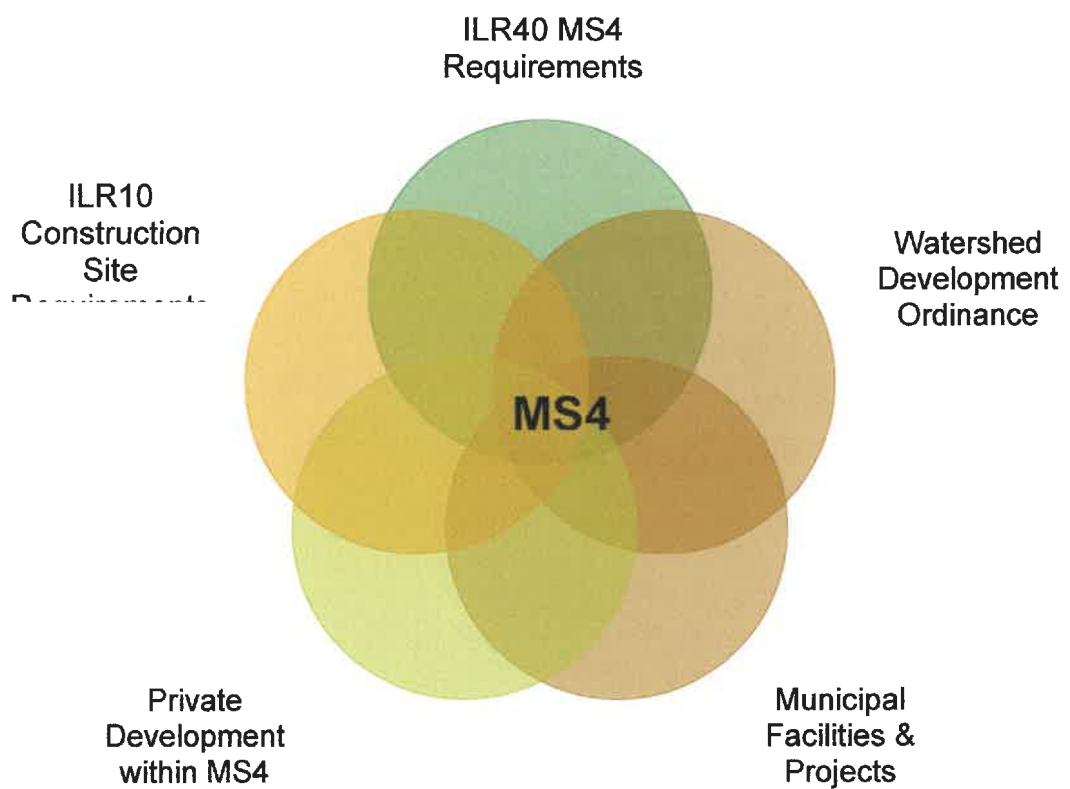 ILR40 MS4
Requirements
ILR10
Construction
Site
Watershed
Development
Ordinance
MS4
Private
Development
within MS4
Municipal
Facilities &
Projects